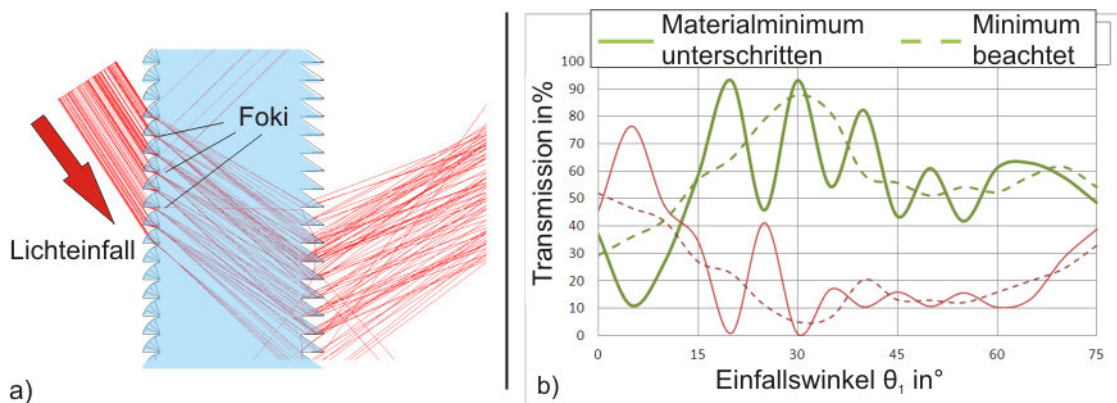 a)
Lichteinfall
Foki
b)
Materialminimum
unterschritten
Minimum
beachtet
Transmission in%
100
90
80
70
60
50
40
30
20
10
0
0 15 30 45 60 75
Einfallswinkel θ₁ in°